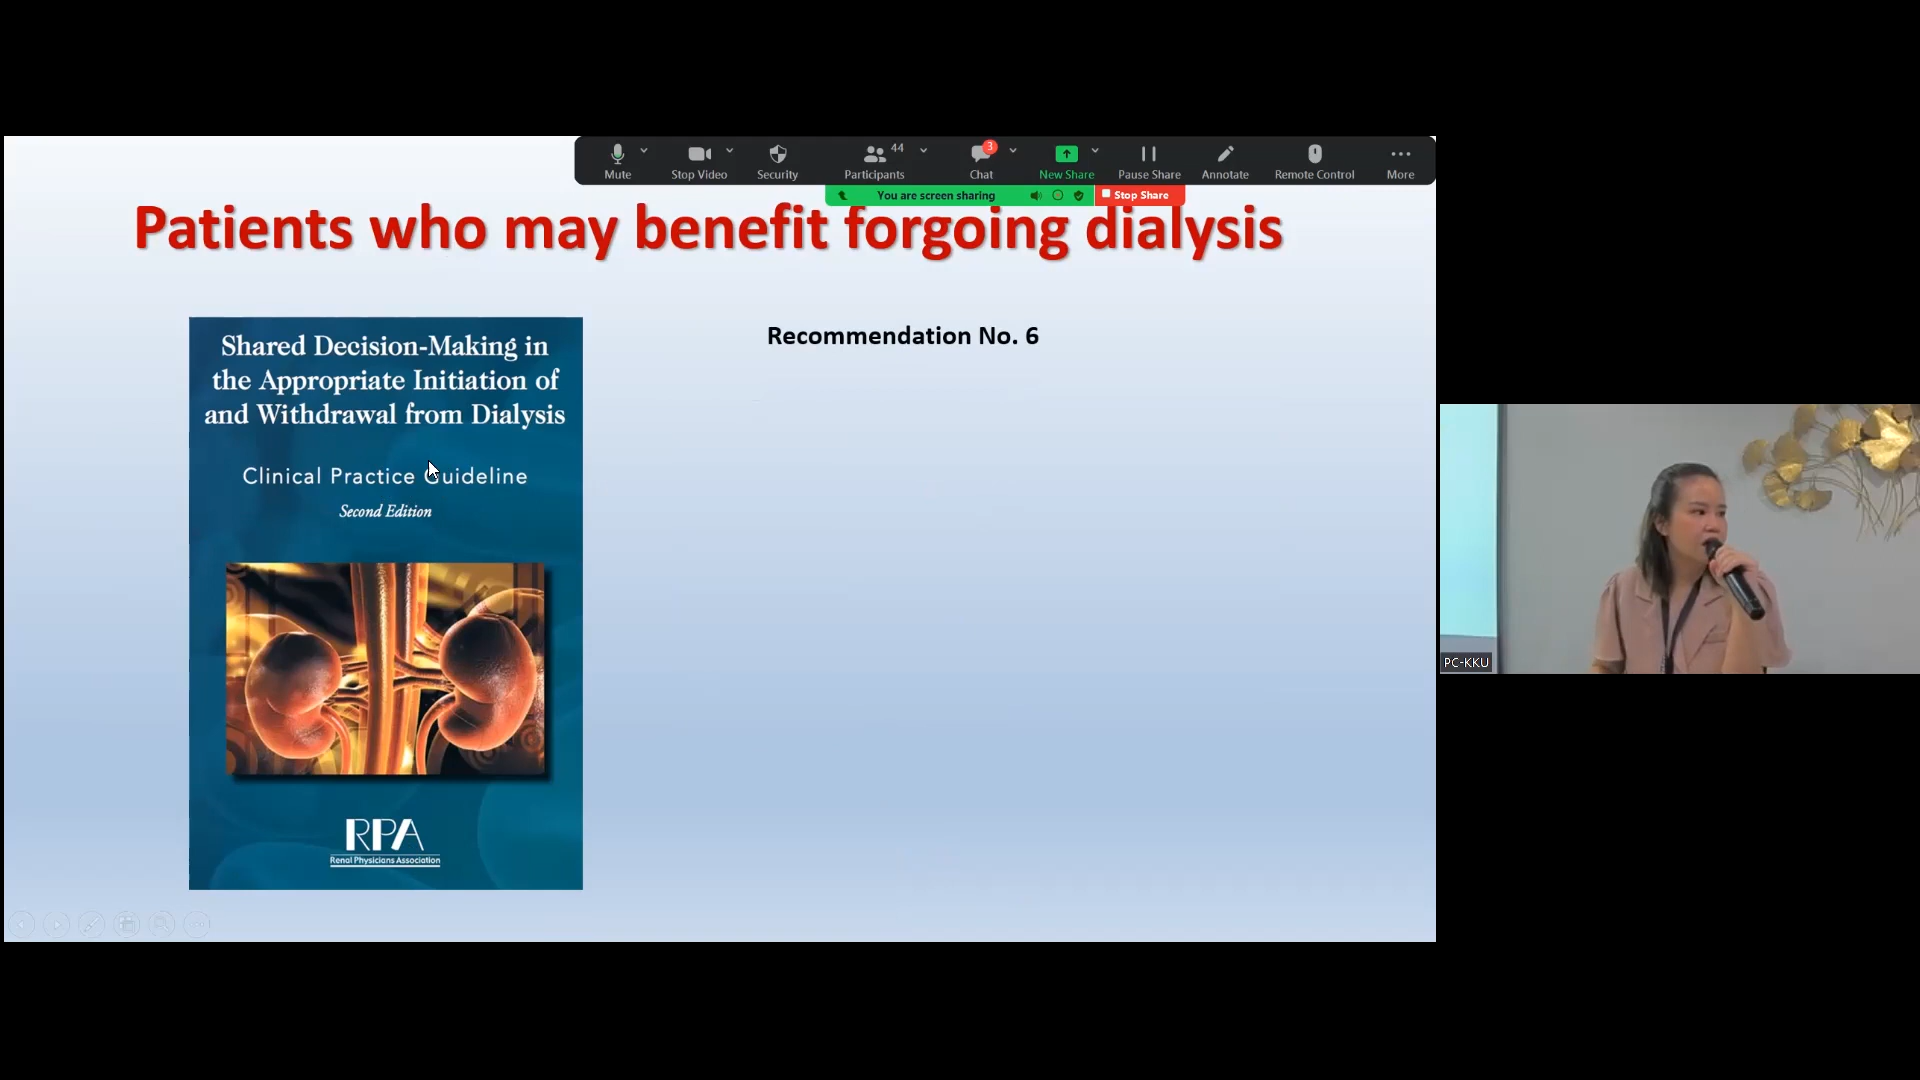 Mute
Stop Video
Security
44
Participants
3
Chat
New Share
Pause Share
Annotate
Remote Control
More
You are screen sharing
Stop Share
Patients who may benefit forgoing dialysis
Shared Decision-Making in
the Appropriate Initiation of
and Withdrawal from Dialysis
Clinical Practice Guideline
Second Edition
RPA
Renal Physicians Association
Recommendation No. 6
PC-KKU